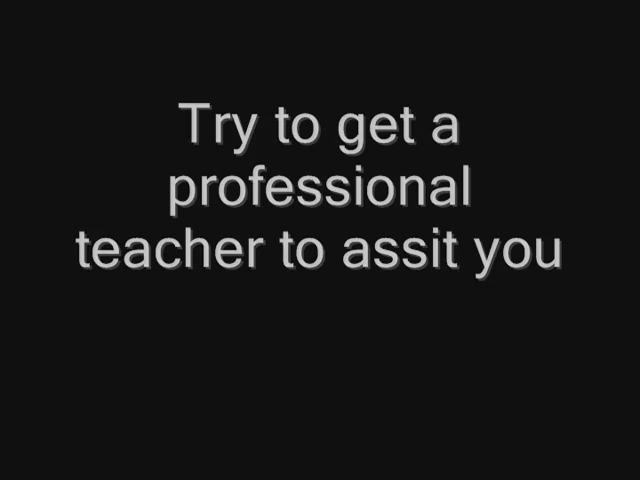 Try to get a
professional
teacher to assit you